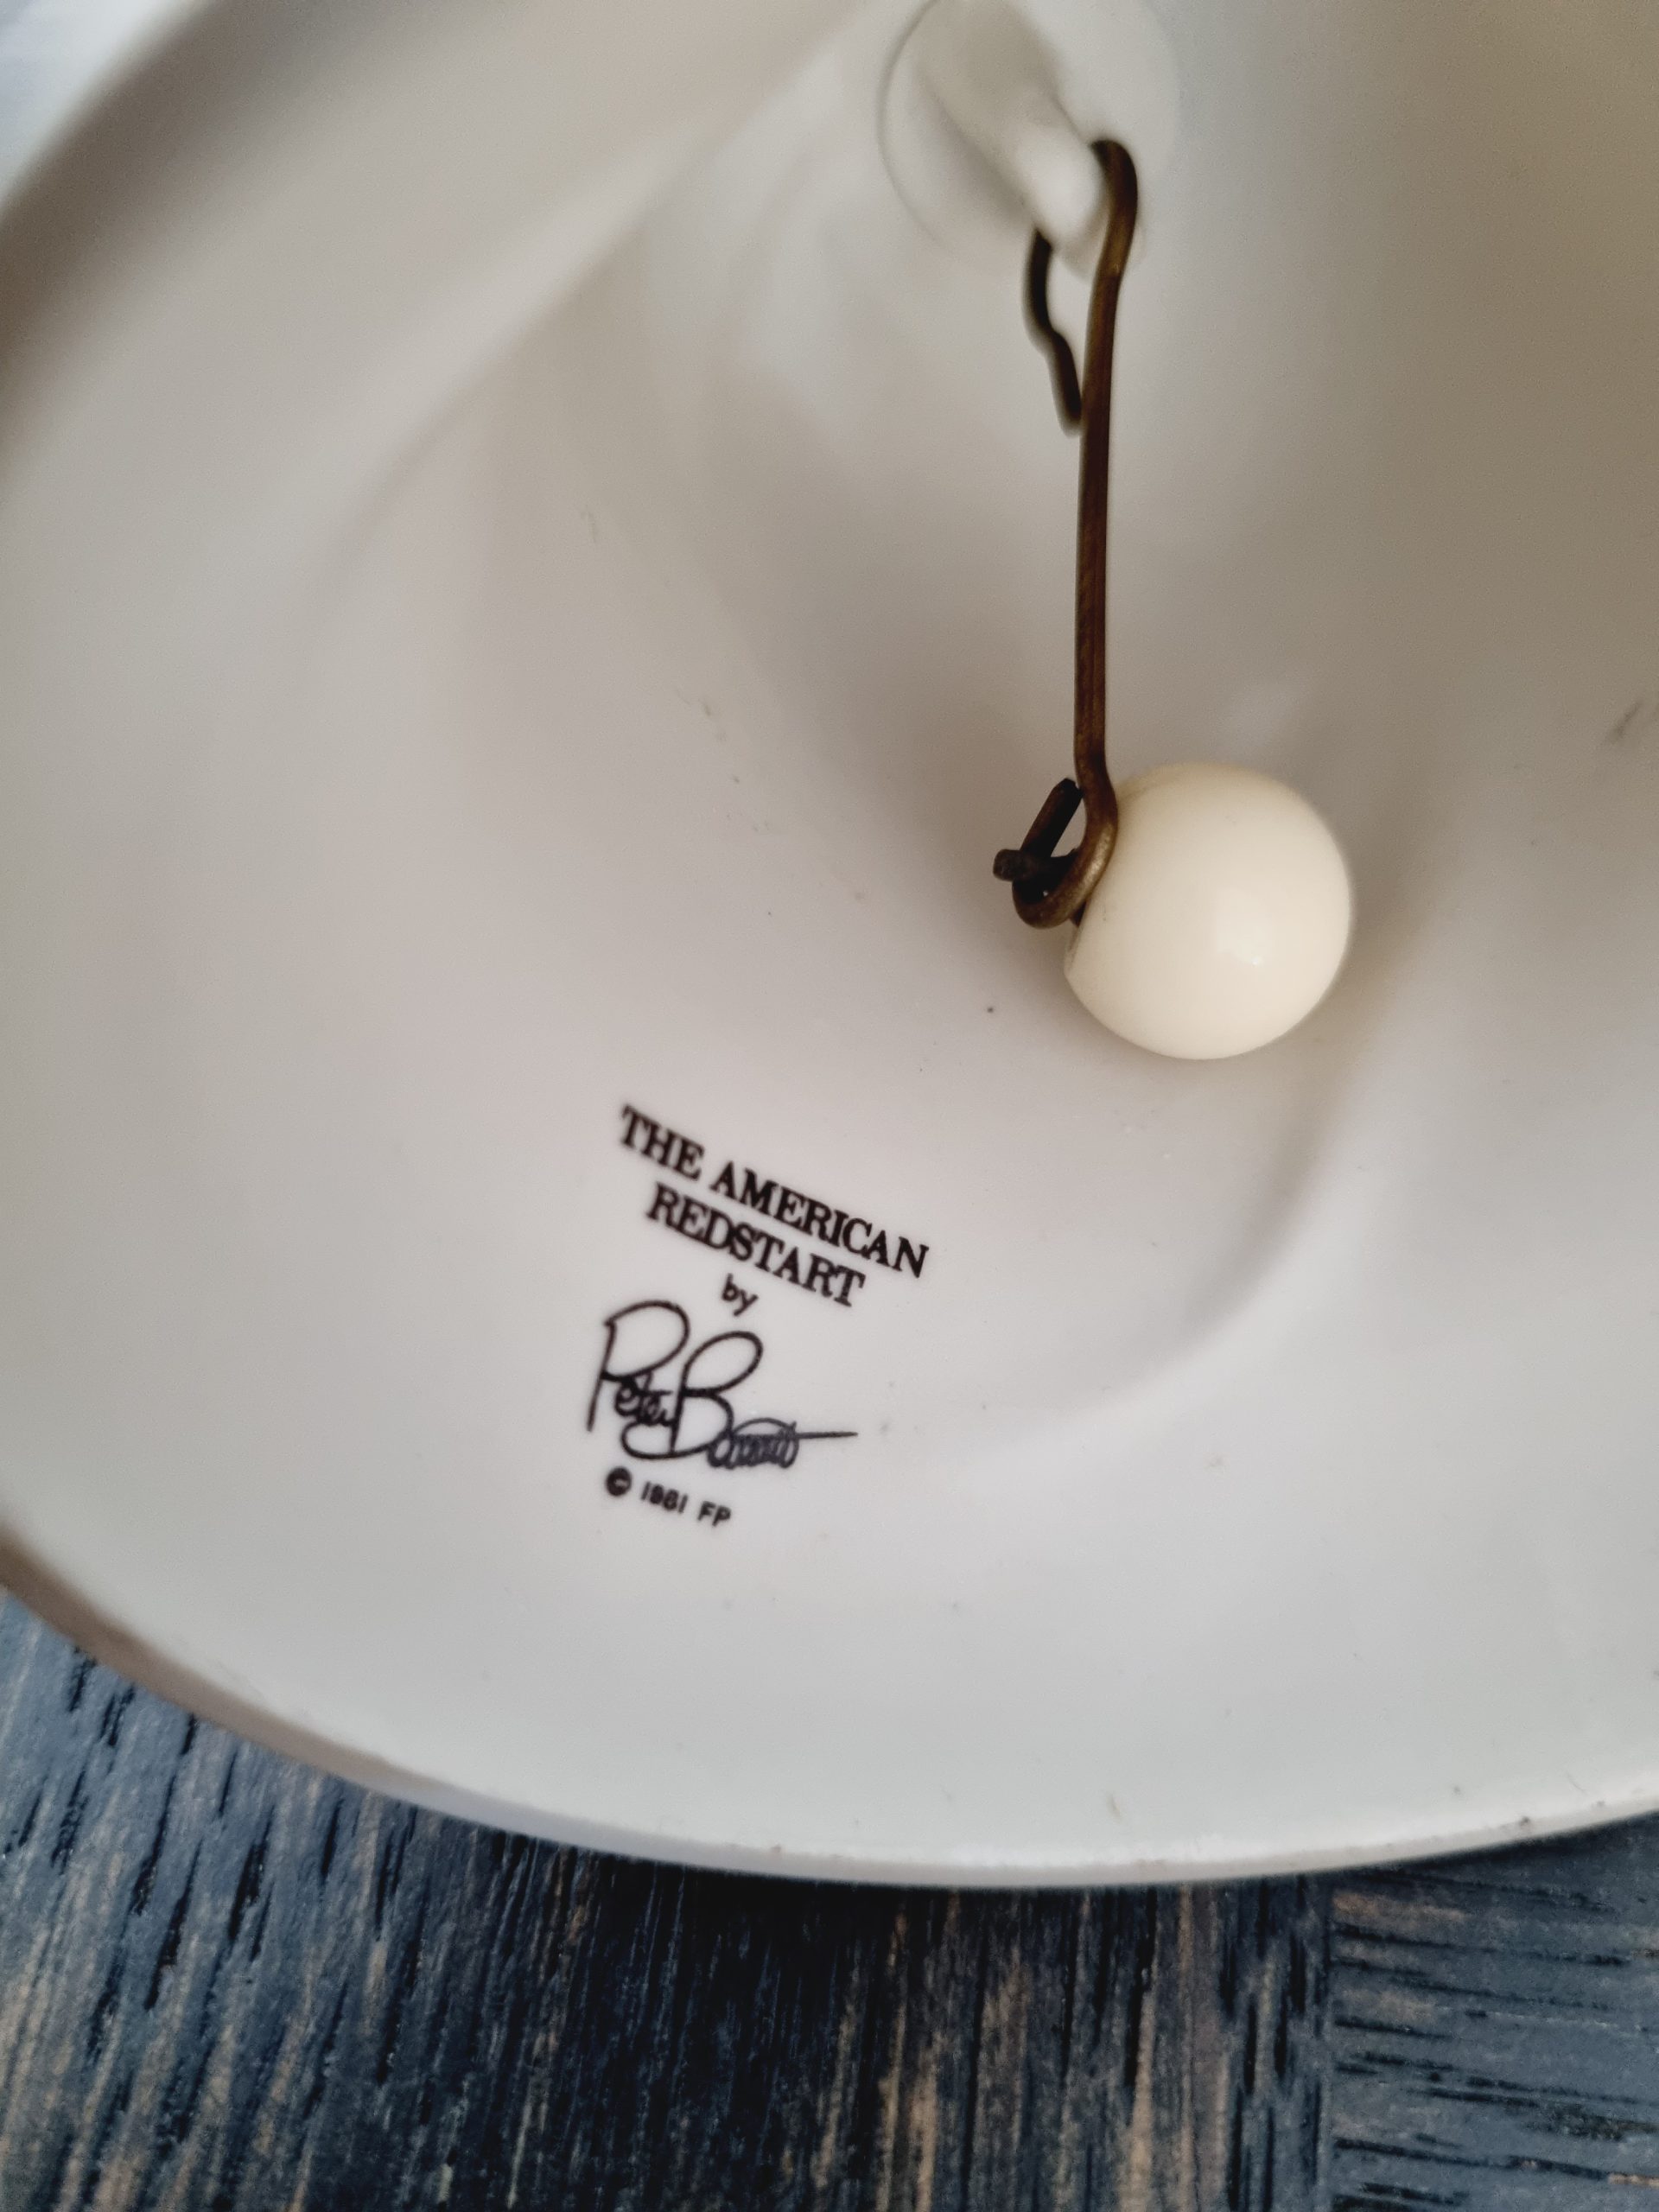 THE AMERICAN
REDSTART
by
Peter Barrett
© 1981 FP